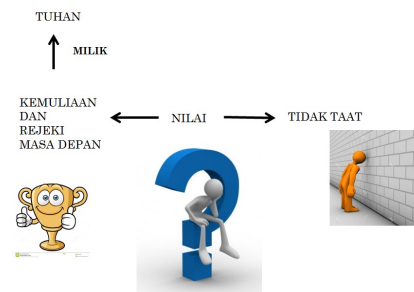 TUHAN
MILIK
KEMULIAAN
DAN
REJEKI
MASA DEPAN
NILAI
TIDAK TAAT